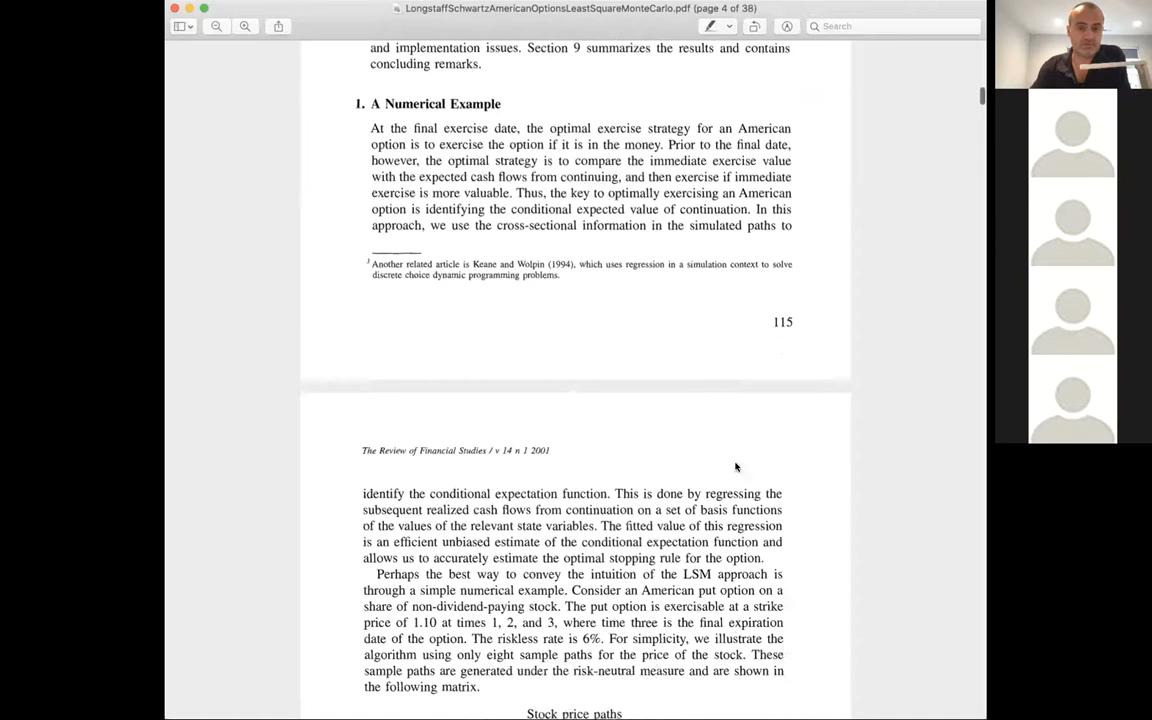 LongstaffSchwartzAmericanOptionsLeastSquareMonteCarlo.pdf (page 4 of 38)
Search
and implementation issues. Section 9 summarizes the results and contains
concluding remarks.
1. A Numerical Example
At the final exercise date, the optimal exercise strategy for an American
option is to exercise the option if it is in the money. Prior to the final date,
however, the optimal strategy is to compare the immediate exercise value
with the expected cash flows from continuing, and then exercise if immediate
exercise is more valuable. Thus, the key to optimally exercising an American
option is identifying the conditional expected value of continuation. In this
approach, we use the cross-sectional information in the simulated paths to
Another related article is Keane and Wolpin (1994), which uses regression in a simulation context to solve
discrete choice dynamic programming problems.
115
The Review of Financial Studies / v 14 n 1 2001
identify the conditional expectation function. This is done by regressing the
subsequent realized cash flows from continuation on a set of basis functions
of the values of the relevant state variables. The fitted value of this regression
is an efficient unbiased estimate of the conditional expectation function and
allows us to accurately estimate the optimal stopping rule for the option.
Perhaps the best way to convey the intuition of the LSM approach is
through a simple numerical example. Consider an American put option on a
share of non-dividend-paying stock. The put option is exercisable at a strike
price of 1.10 at times 1, 2, and 3, where time three is the final expiration
date of the option. The riskless rate is 6%. For simplicity, we illustrate the
algorithm using only eight sample paths for the price of the stock. These
sample paths are generated under the risk-neutral measure and are shown in
the following matrix.
Stock price paths